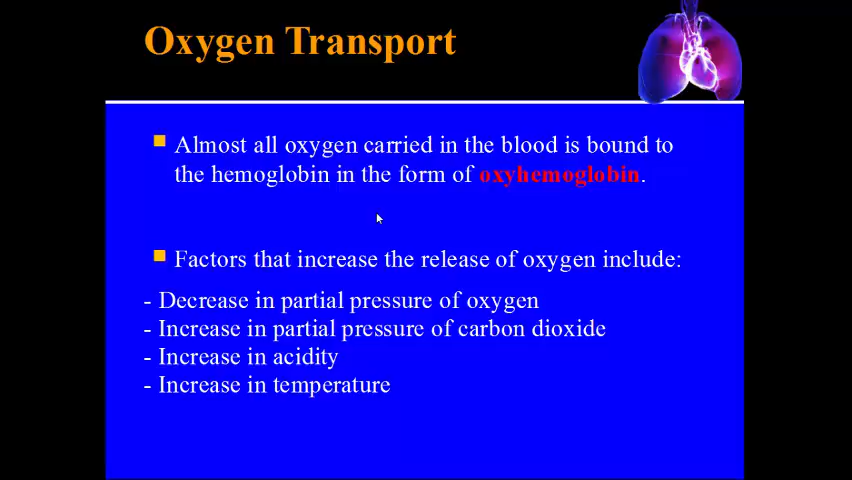 Oxygen Transport
Almost all oxygen carried in the blood is bound to
the hemoglobin in the form of oxyhemoglobin.
Factors that increase the release of oxygen include:
- Decrease in partial pressure of oxygen
- Increase in partial pressure of carbon dioxide
- Increase in acidity
- Increase in temperature